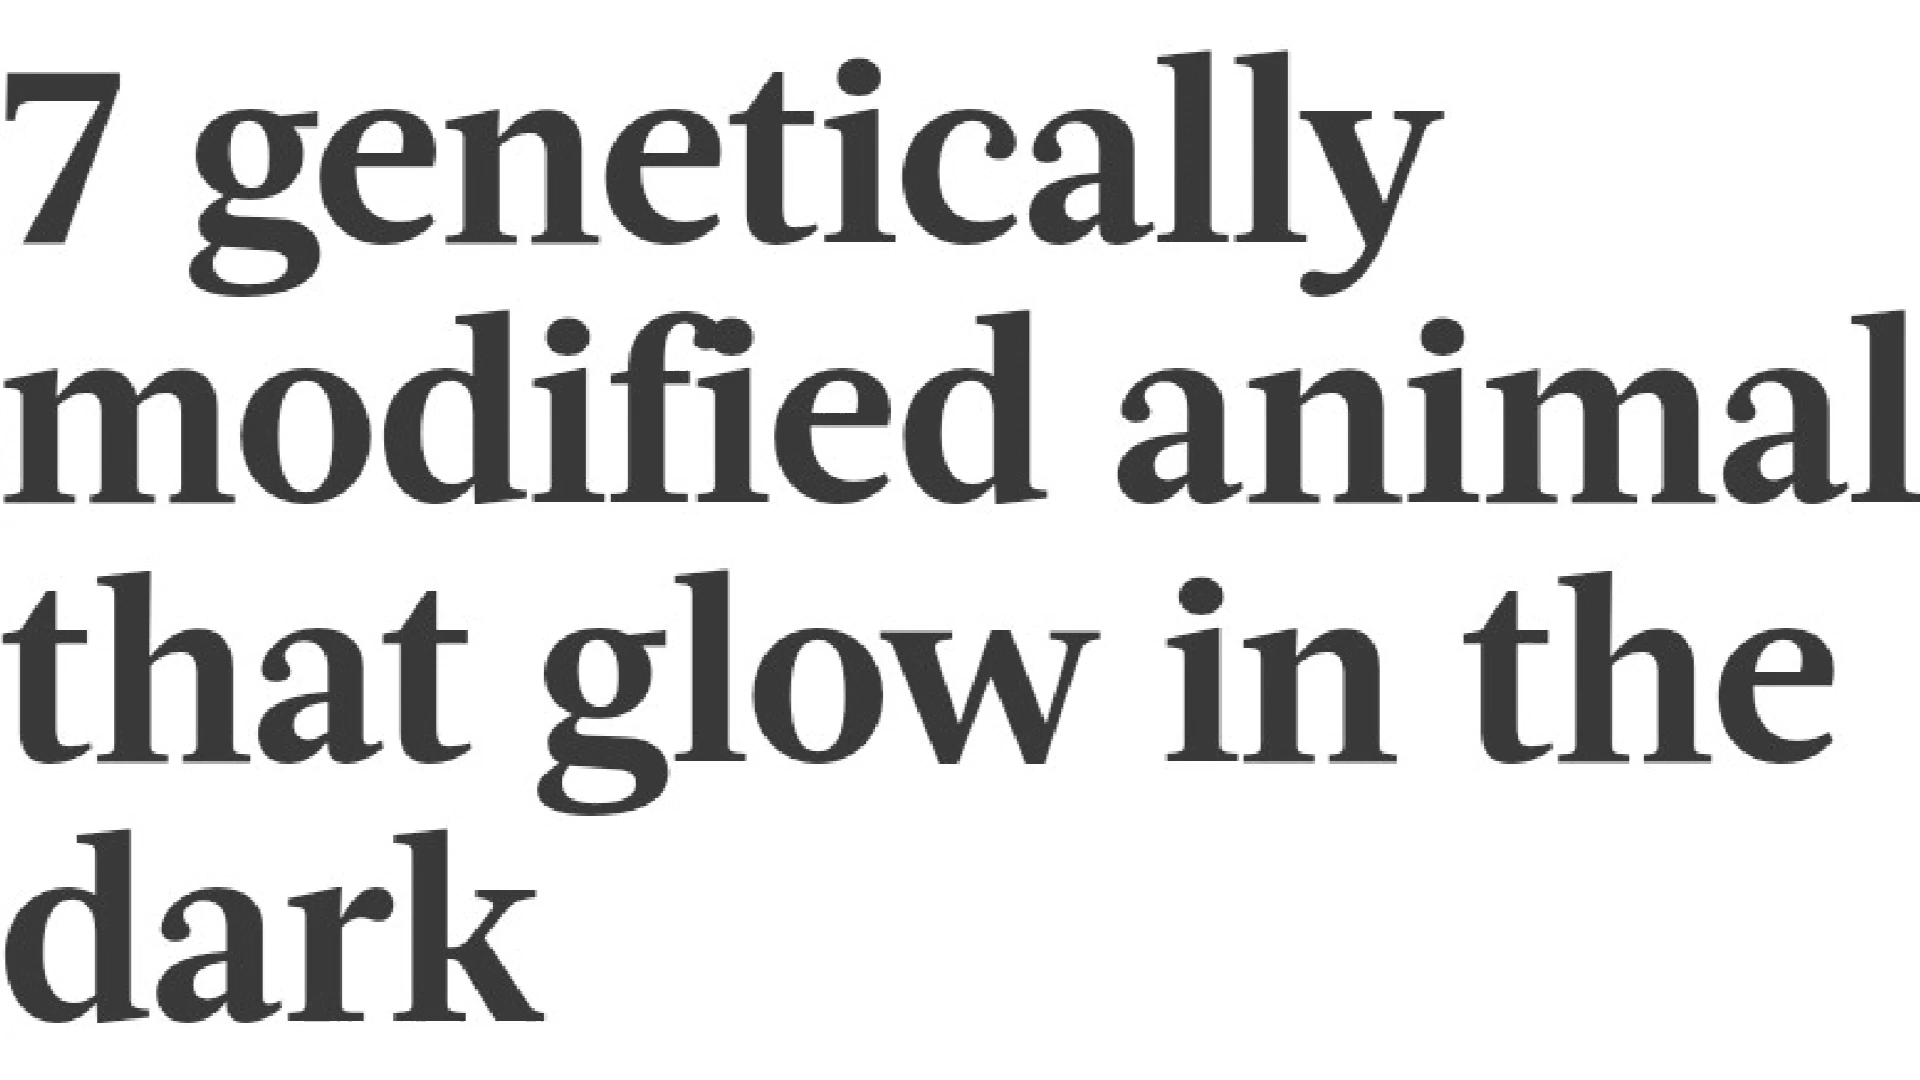 7 genetically
modified animal
that glow in the
dark